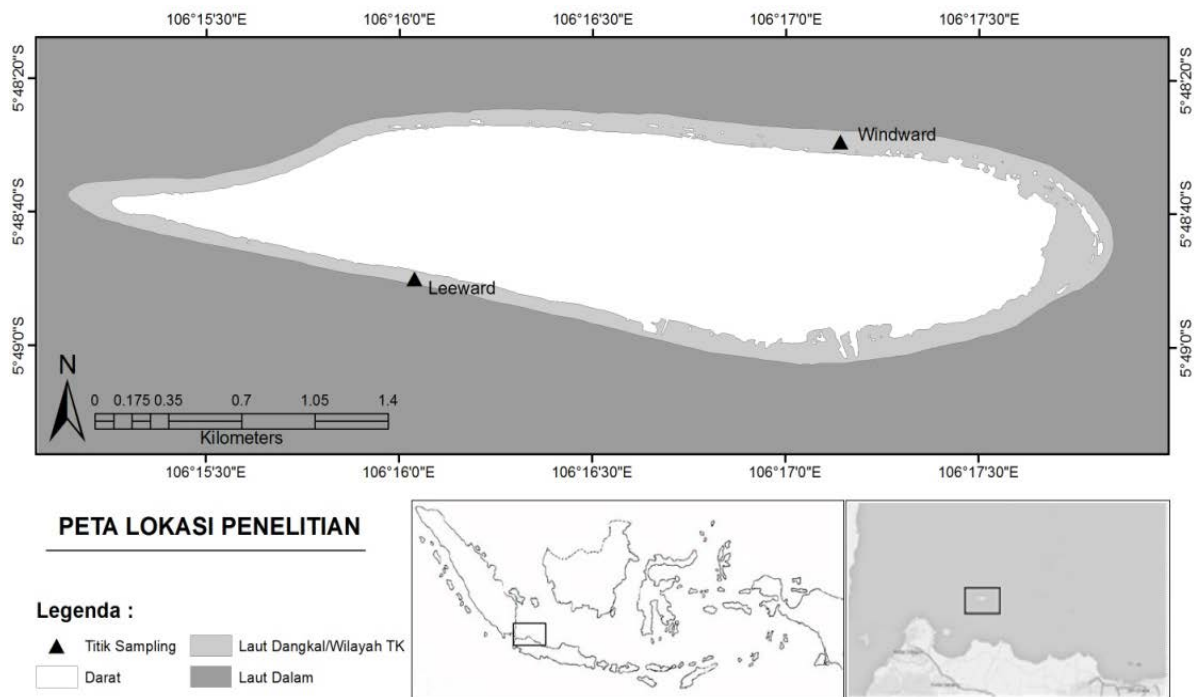 106°15'30"E 106°16'0"E 106°16'30"E 106°17'0"E 106°17'30"E
5°48'20"S 5°48'20"S
Windward
5°48'40"S 5°48'40"S
Leeward
5°49'0"S 5°49'0"S
N
0 0.175 0.35 0.7 1.05 1.4
Kilometers
106°15'30"E 106°16'0"E 106°16'30"E 106°17'0"E 106°17'30"E
PETA LOKASI PENELITIAN
Legenda :
Titik Sampling Laut Dangkal/Wilayah TK
Darat Laut Dalam